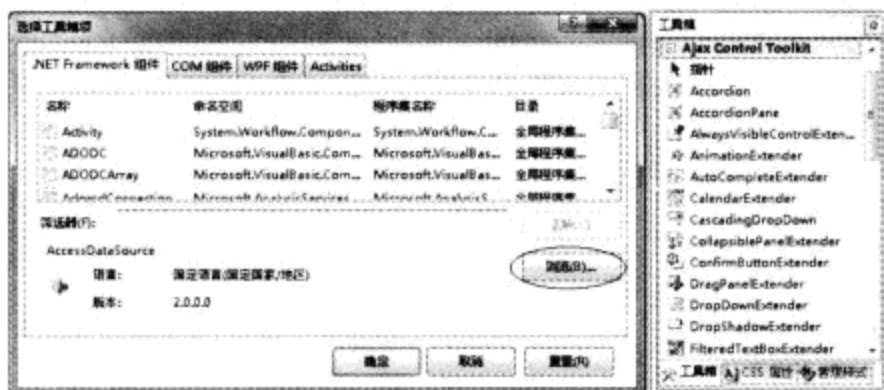 选择工具箱项
.NET Framework 组件 COM 组件 WPF 组件 Activities
名称 命名空间 程序集名称 目录
Activity System.Workflow.Compon... System.Workflow.C... 全局程序集...
ADODC Microsoft.VisualBasic.Com... Microsoft.VisualBas... 全局程序集...
ADODCArray Microsoft.VisualBasic.Com... Microsoft.VisualBas... 全局程序集...
筛选器(F):
AccessDataSource
语言: 固定语言(固定国家/地区)
版本: 2.0.0.0
浏览(B)...
确定 取消 重置(R)
工具箱
Ajax Control Toolkit
指针
Accordion
AccordionPane
AlwaysVisibleControlExten...
AnimationExtender
AutoCompleteExtender
CalendarExtender
CascadingDropDown
CollapsiblePanelExtender
ConfirmButtonExtender
DragPanelExtender
DropDownExtender
DropShadowExtender
FilteredTextBoxExtender
工具箱 CSS 属性 管理样式